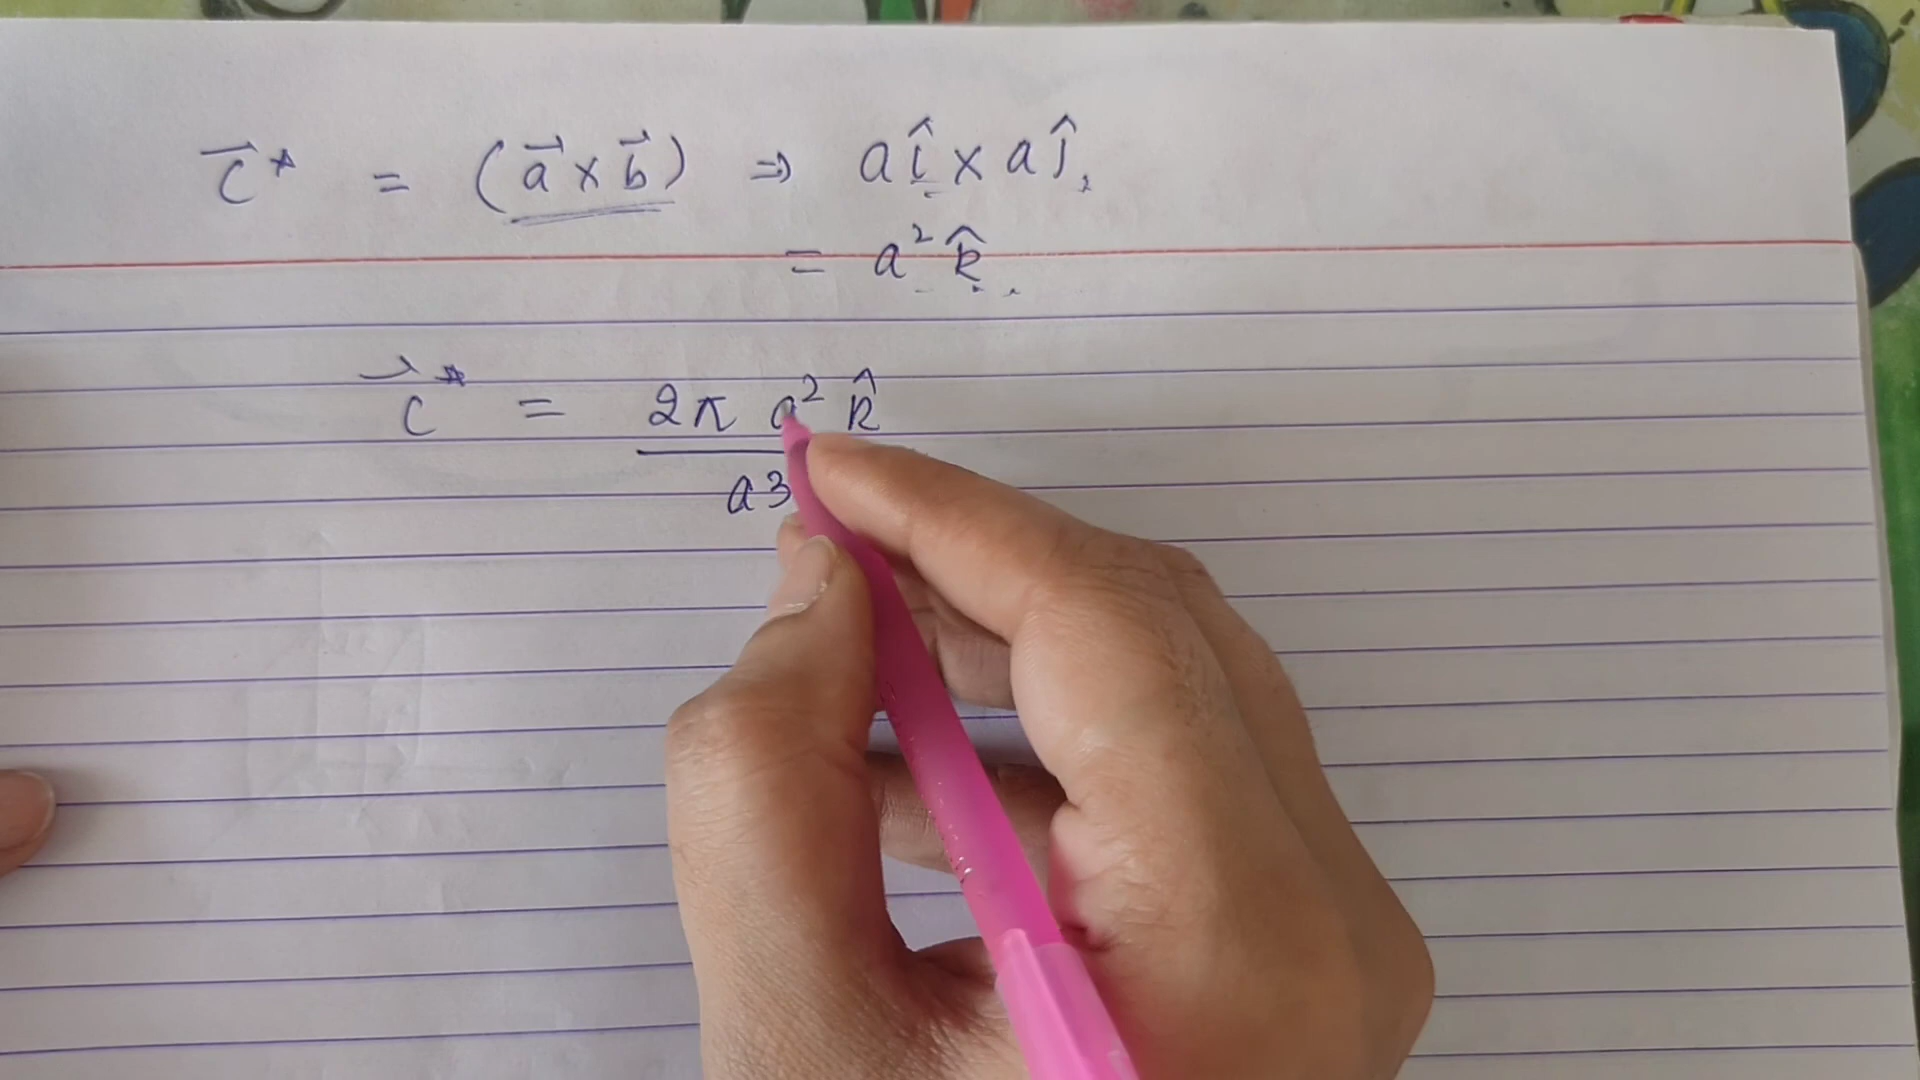 c⃗* = (a⃗ × b⃗) ⇒ aî × aĵ
= a² k̂
c⃗* = 2π a² k̂
a3